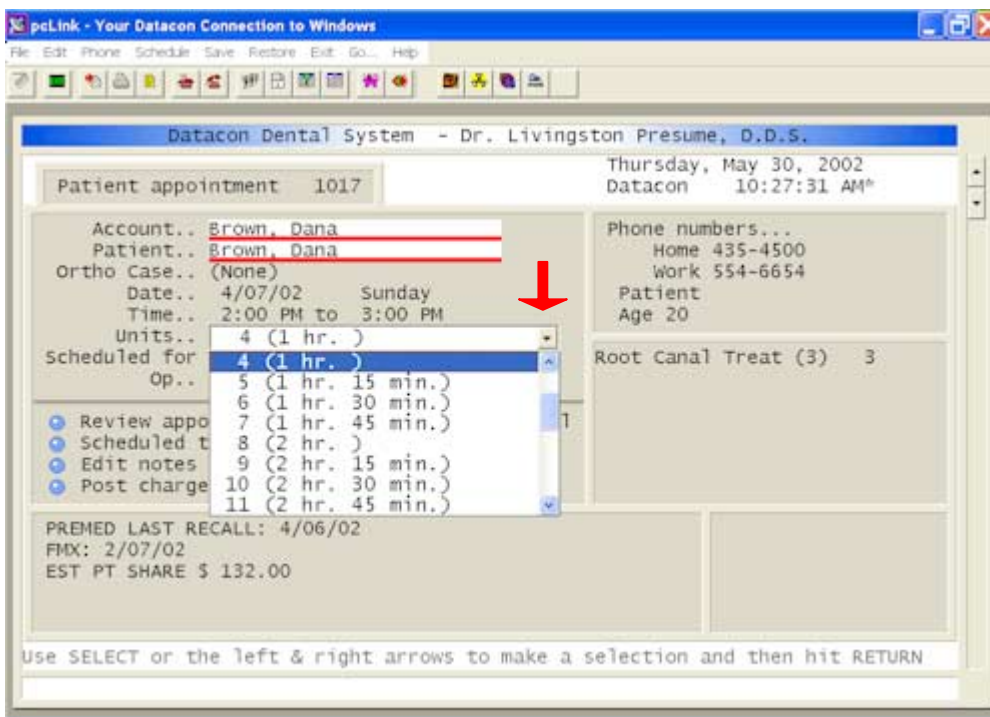 pcLink - Your Datacon Connection to Windows
File Edit Phone Schedule Save Restore Exit Go... Help
Datacon Dental System - Dr. Livingston Presume, D.D.S.
Patient appointment 1017
Thursday, May 30, 2002
Datacon 10:27:31 AM
Account.. Brown, Dana
Patient.. Brown, Dana
Ortho Case.. (None)
Date.. 4/07/02 Sunday
Time.. 2:00 PM to 3:00 PM
Units.. 4 (1 hr. )
Scheduled for
Op..
4 (1 hr. )
5 (1 hr. 15 min.)
6 (1 hr. 30 min.)
7 (1 hr. 45 min.)
8 (2 hr. )
9 (2 hr. 15 min.)
10 (2 hr. 30 min.)
11 (2 hr. 45 min.)
Review appo
Scheduled t
Edit notes
Post charge
Phone numbers...
Home 435-4500
Work 554-6654
Patient
Age 20
Root Canal Treat (3) 3
PREMED LAST RECALL: 4/06/02
FMX: 2/07/02
EST PT SHARE $ 132.00
Use SELECT or the left & right arrows to make a selection and then hit RETURN